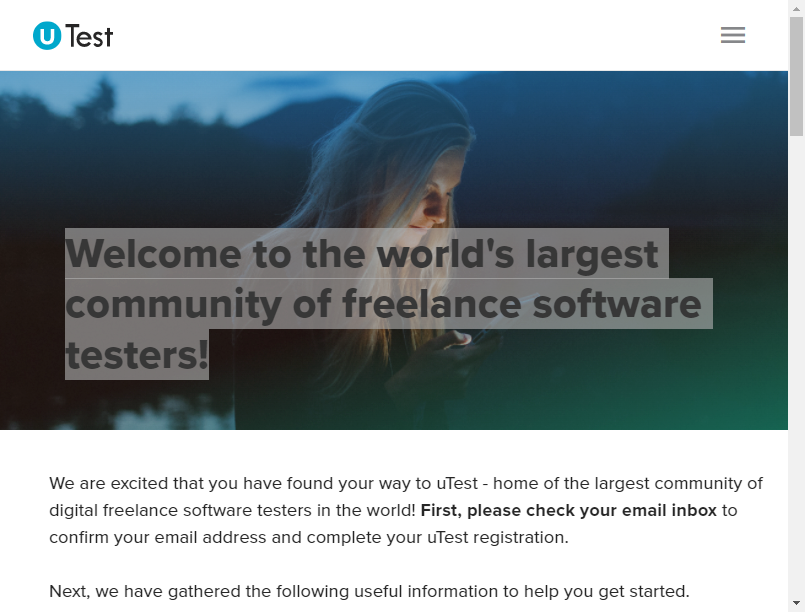 uTest
Welcome to the world's largest
community of freelance software
testers!
We are excited that you have found your way to uTest - home of the largest community of
digital freelance software testers in the world! First, please check your email inbox to
confirm your email address and complete your uTest registration.
Next, we have gathered the following useful information to help you get started.